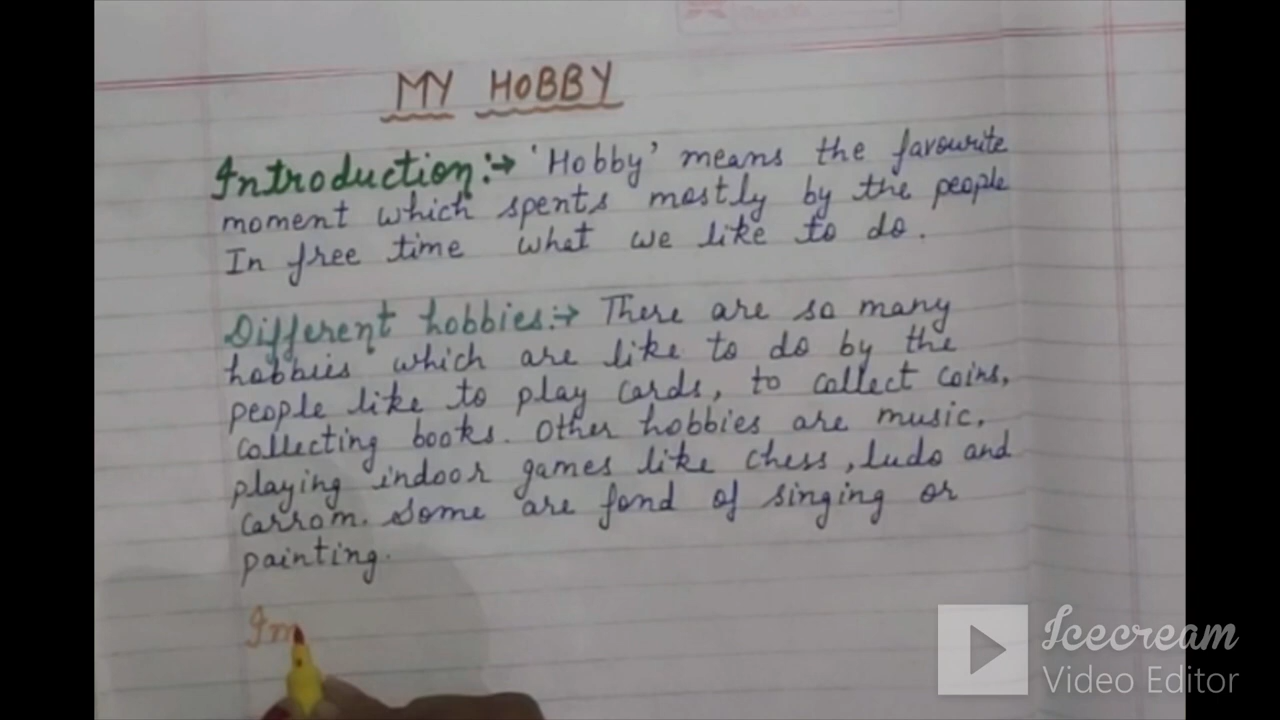 MY HOBBY
Introduction:→ 'Hobby' means the favourite
moment which spents mostly by the people
In free time what we like to do.
Different hobbies:→ There are so many
hobbies which are like to do by the
people like to play cards, to collect coins,
collecting books. Other hobbies are music,
playing indoor games like chess, ludo and
carrom. Some are fond of singing or
painting.
Im
Icecream
Video Editor